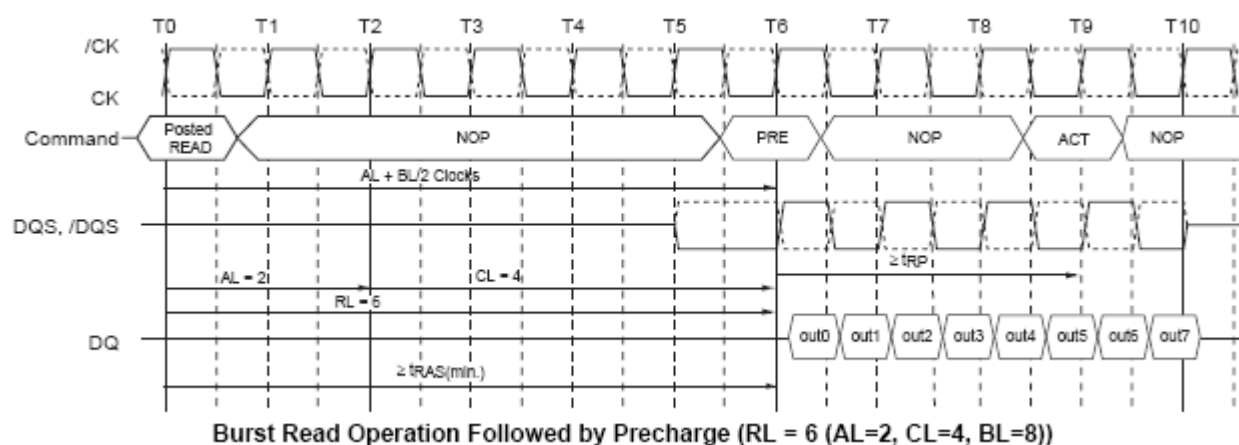 T0 T1 T2 T3 T4 T5 T6 T7 T8 T9 T10
/CK
CK
Command Posted READ NOP PRE NOP ACT NOP
AL + BL/2 Clocks
DQS, /DQS
≥ tRP
AL = 2 CL = 4
RL = 6
DQ out0 out1 out2 out3 out4 out5 out6 out7
≥ tRAS(min.)
Burst Read Operation Followed by Precharge (RL = 6 (AL=2, CL=4, BL=8))